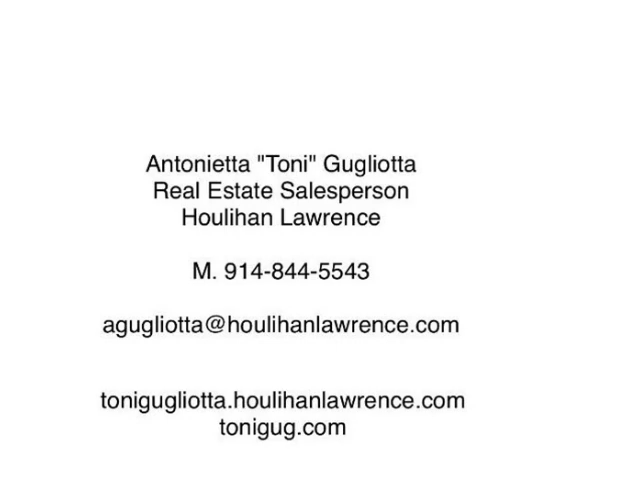 Antonietta "Toni" Gugliotta
Real Estate Salesperson
Houlihan Lawrence
M. 914-844-5543
agugliotta@houlihanlawrence.com
tonigugliotta.houlihanlawrence.com
tonigug.com